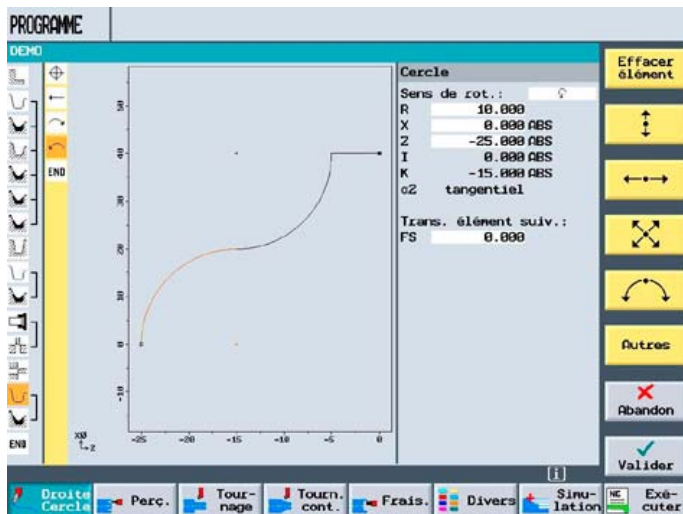 PROGRAMME
DEMO
Cercle
Sens de rot.:
R 10.000
X 0.000 ABS
Z -25.000 ABS
I 0.000 ABS
K -15.000 ABS
α2 tangentiel
Trans. élément suiv.:
FS 0.000
END
END
50
40
30
20
10
0
-10
-25
-20
-15
-10
-5
0
XØ
Z
Effacer
élément
Autres
Abandon
Valider
i
Droite
Cercle
Perç.
Tour-
nage
Tourn.
cont.
Frais.
Divers
Simu-
lation
NC
Exé-
cuter